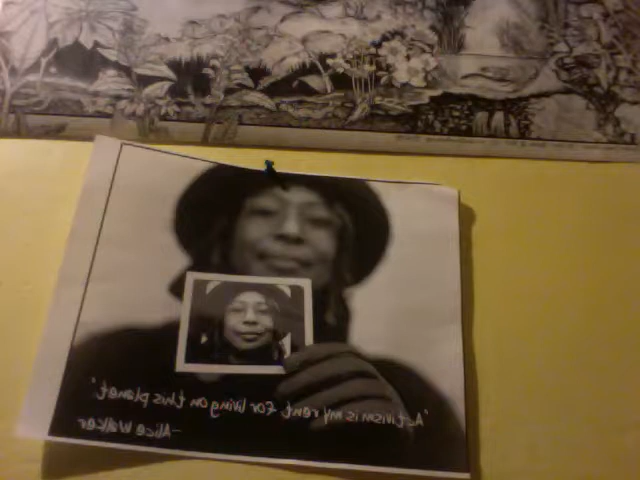 "Activism is my rent for living on this planet."
-Alice Walker